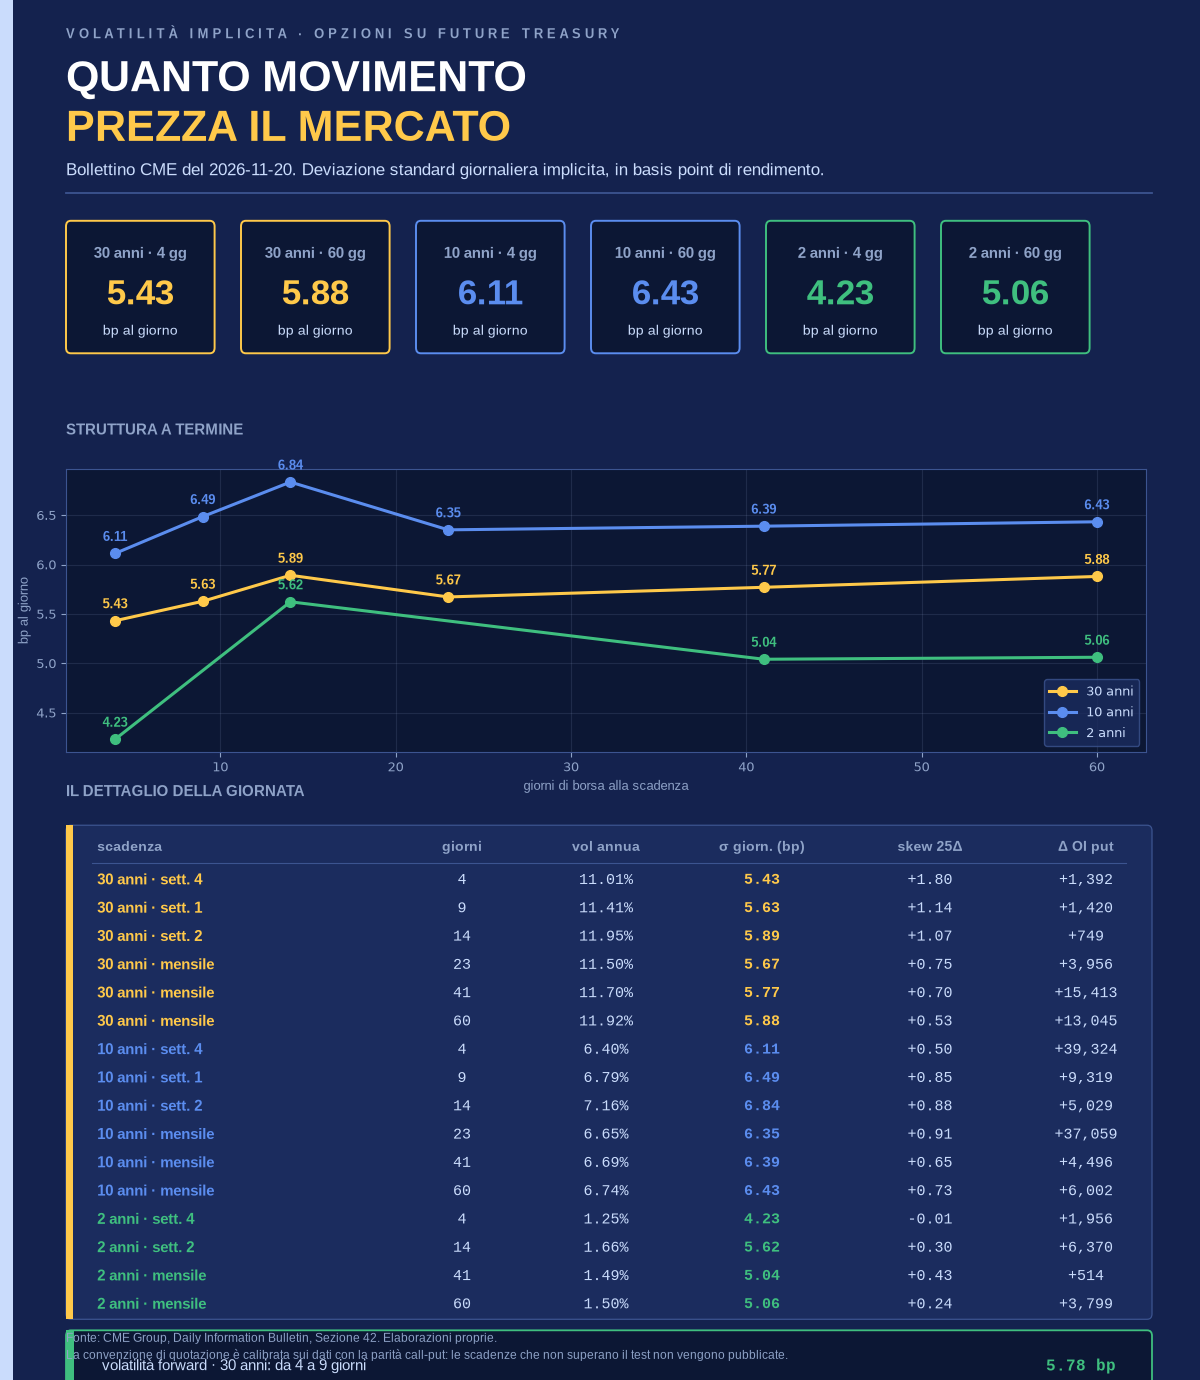 VOLATILITÀ IMPLICITA · OPZIONI SU FUTURE TREASURY
QUANTO MOVIMENTO
PREZZA IL MERCATO
Bollettino CME del 2026-11-20. Deviazione standard giornaliera implicita, in basis point di rendimento.
30 anni · 4 gg
5.43
bp al giorno
30 anni · 60 gg
5.88
bp al giorno
10 anni · 4 gg
6.11
bp al giorno
10 anni · 60 gg
6.43
bp al giorno
2 anni · 4 gg
4.23
bp al giorno
2 anni · 60 gg
5.06
bp al giorno
STRUTTURA A TERMINE
bp al giorno
6.5
6.0
5.5
5.0
4.5
6.11
6.49
6.84
6.35
6.39
6.43
5.43
5.63
5.89
5.67
5.77
5.88
4.23
5.62
5.04
5.06
30 anni
10 anni
2 anni
10 20 30 40 50 60
giorni di borsa alla scadenza
IL DETTAGLIO DELLA GIORNATA
scadenza giorni vol annua σ giorn. (bp) skew 25Δ Δ OI put
30 anni · sett. 4 4 11.01% 5.43 +1.80 +1,392
30 anni · sett. 1 9 11.41% 5.63 +1.14 +1,420
30 anni · sett. 2 14 11.95% 5.89 +1.07 +749
30 anni · mensile 23 11.50% 5.67 +0.75 +3,956
30 anni · mensile 41 11.70% 5.77 +0.70 +15,413
30 anni · mensile 60 11.92% 5.88 +0.53 +13,045
10 anni · sett. 4 4 6.40% 6.11 +0.50 +39,324
10 anni · sett. 1 9 6.79% 6.49 +0.85 +9,319
10 anni · sett. 2 14 7.16% 6.84 +0.88 +5,029
10 anni · mensile 23 6.65% 6.35 +0.91 +37,059
10 anni · mensile 41 6.69% 6.39 +0.65 +4,496
10 anni · mensile 60 6.74% 6.43 +0.73 +6,002
2 anni · sett. 4 4 1.25% 4.23 -0.01 +1,956
2 anni · sett. 2 14 1.66% 5.62 +0.30 +6,370
2 anni · mensile 41 1.49% 5.04 +0.43 +514
2 anni · mensile 60 1.50% 5.06 +0.24 +3,799
Fonte: CME Group, Daily Information Bulletin, Sezione 42. Elaborazioni proprie.
La convenzione di quotazione è calibrata sui dati con la parità call-put: le scadenze che non superano il test non vengono pubblicate.
volatilità forward · 30 anni: da 4 a 9 giorni 5.78 bp